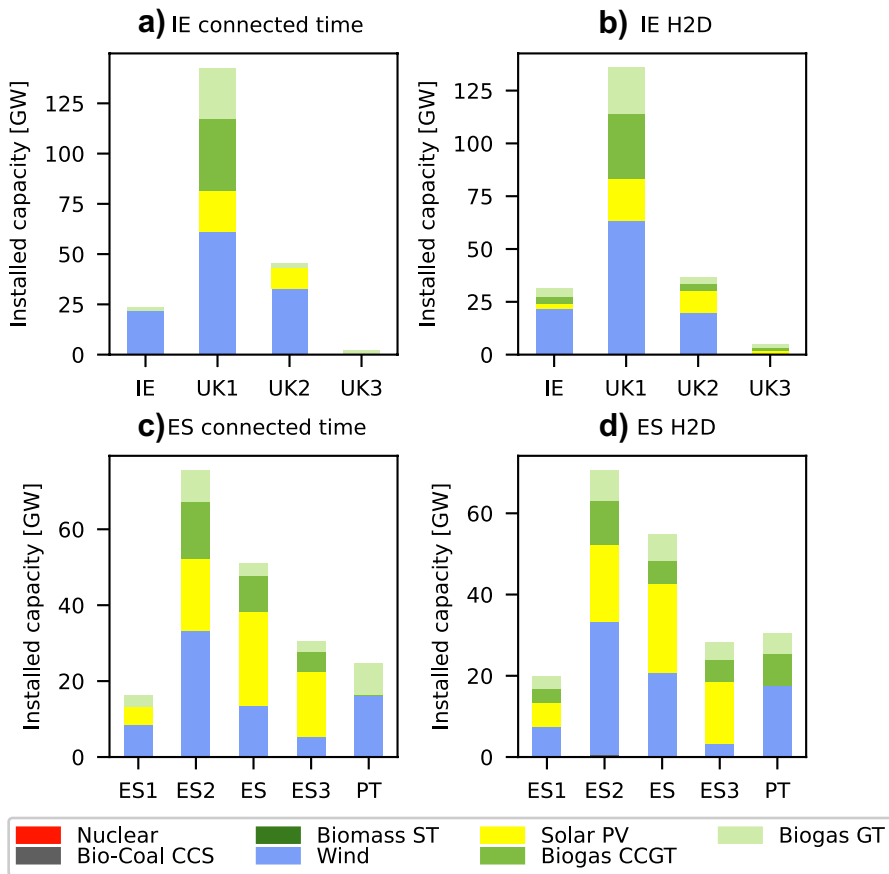 a) IE connected time
Installed capacity [GW]
125
100
75
50
25
0
IE UK1 UK2 UK3
b) IE H2D
Installed capacity [GW]
125
100
75
50
25
0
IE UK1 UK2 UK3
c) ES connected time
Installed capacity [GW]
60
40
20
0
ES1 ES2 ES ES3 PT
d) ES H2D
Installed capacity [GW]
60
40
20
0
ES1 ES2 ES ES3 PT
Nuclear Biomass ST Solar PV Biogas GT
Bio-Coal CCS Wind Biogas CCGT